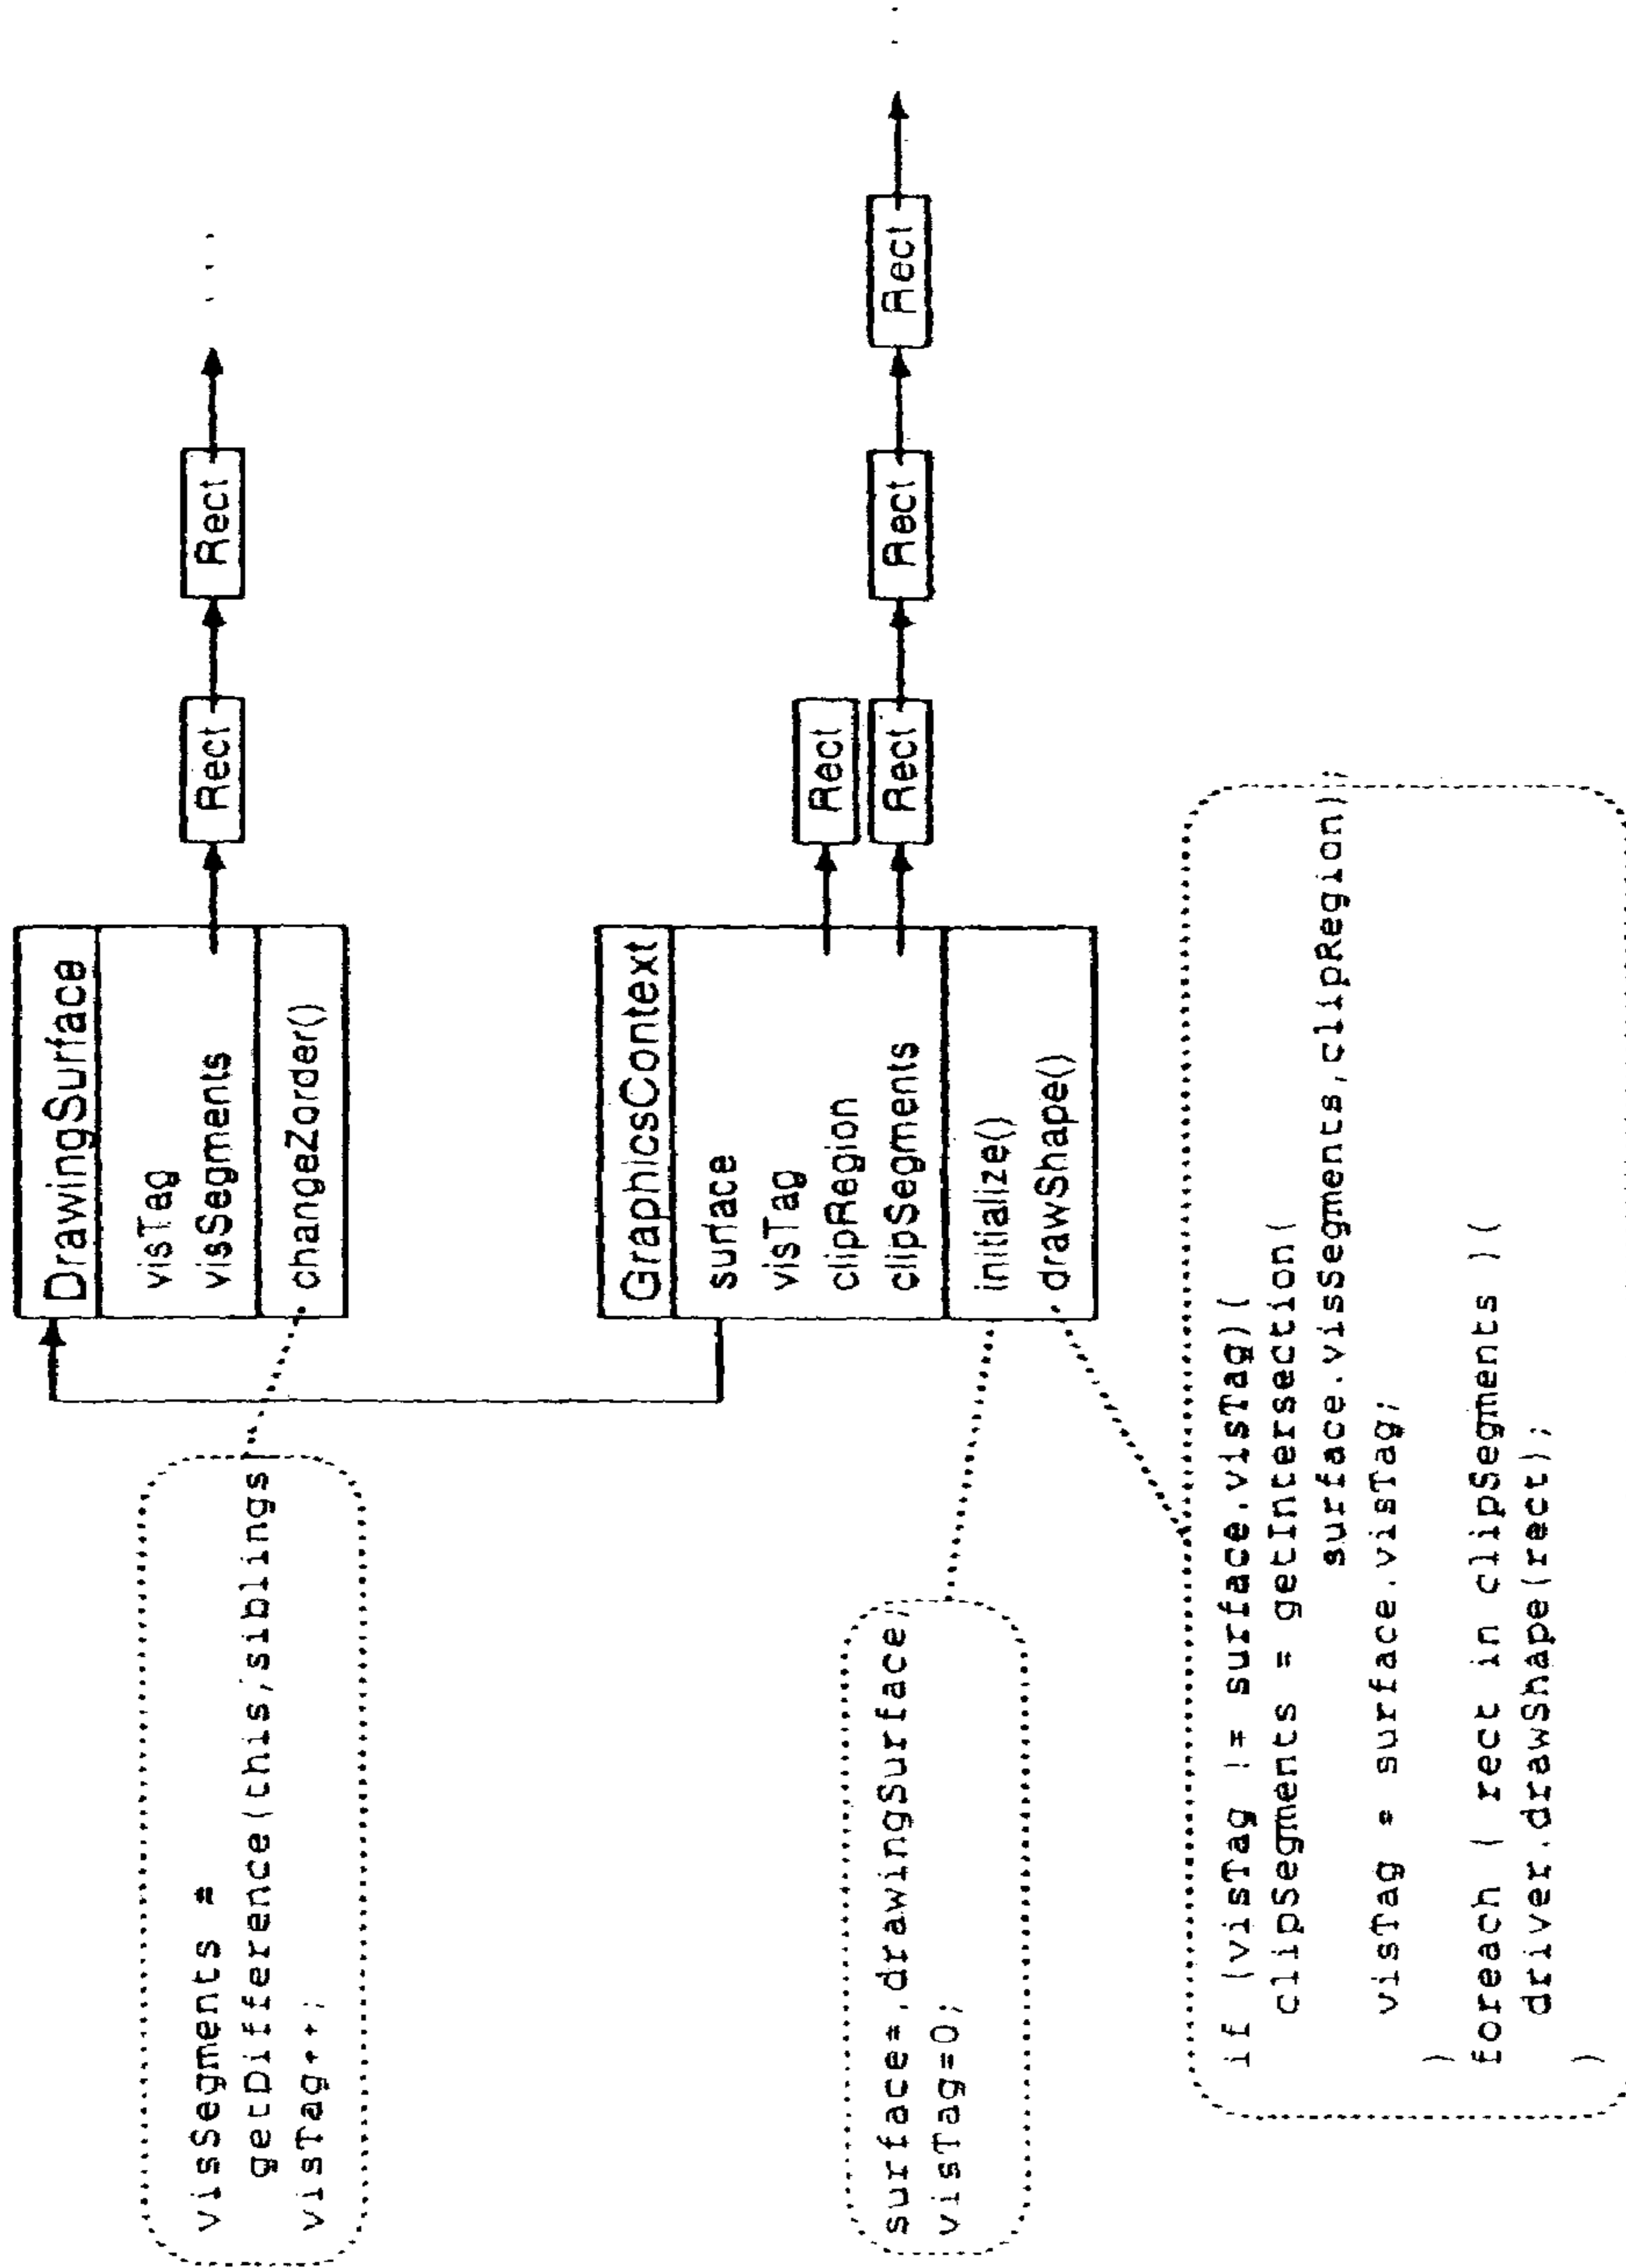 DrawingSurface
visTag
visSegments
changeZorder()
Rect
Rect
...
visSegments =
getDifference(this,siblings)
visTag++;
GraphicsContext
surface
visTag
clipRegion
clipSegments
initialize()
drawShape()
Rect
Rect
Rect
Rect
...
surface=,drawingSurface;
visTag=0;
if (visTag != surface.visTag)(
clipSegments = getIntersection(
surface.visSegments,clipRegion);
visTag = surface.visTag;
)
foreach ( rect in clipSegments )(
driver.drawShape(rect);
)